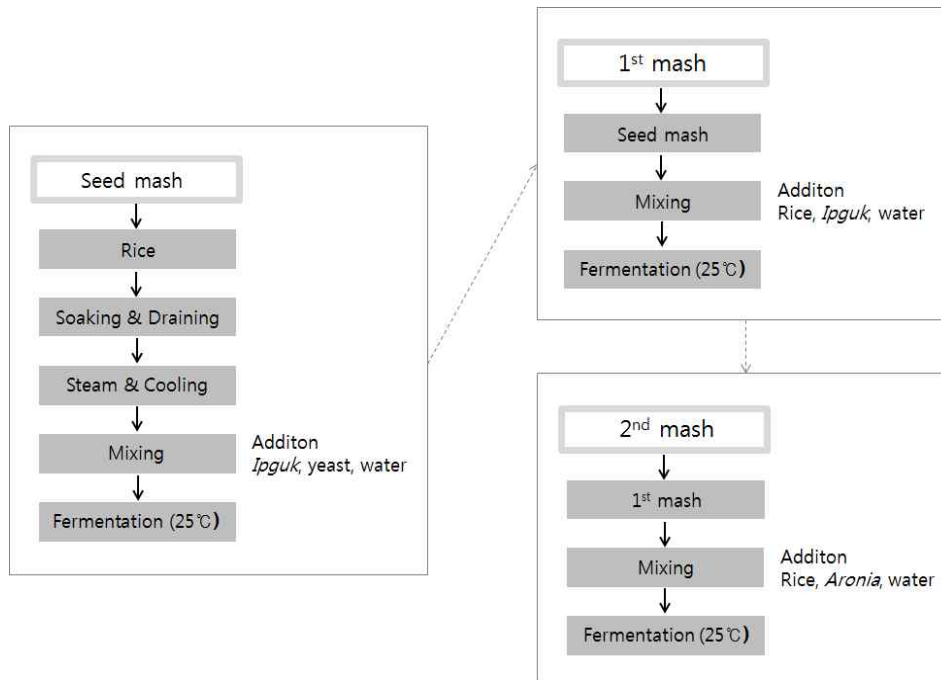 Seed mash
Rice
Soaking & Draining
Steam & Cooling
Mixing
Additon
Ipguk, yeast, water
Fermentation (25℃)
1st mash
Seed mash
Mixing
Additon
Rice, Ipguk, water
Fermentation (25℃)
2nd mash
1st mash
Mixing
Additon
Rice, Aronia, water
Fermentation (25℃)